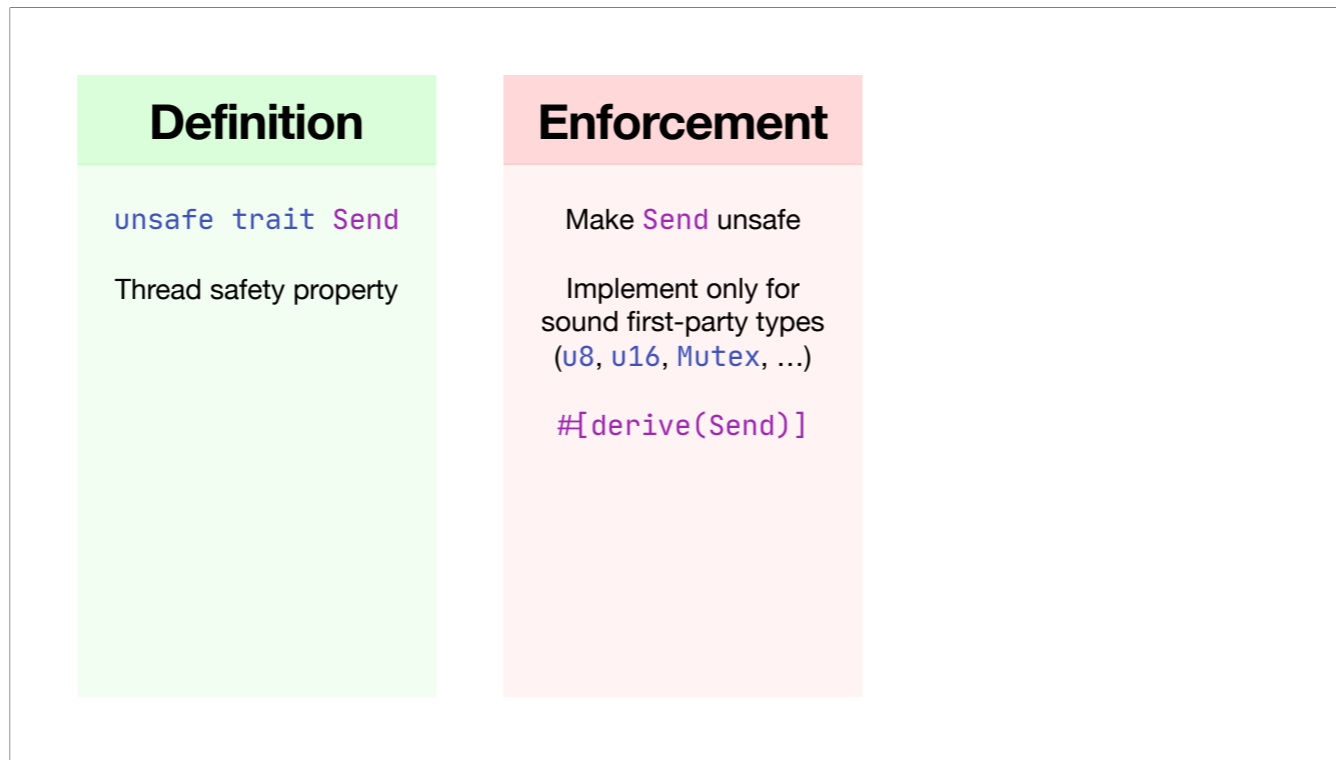 Definition
unsafe trait Send
Thread safety property
Enforcement
Make Send unsafe
Implement only for
sound first-party types
(u8, u16, Mutex, …)
#[derive(Send)]